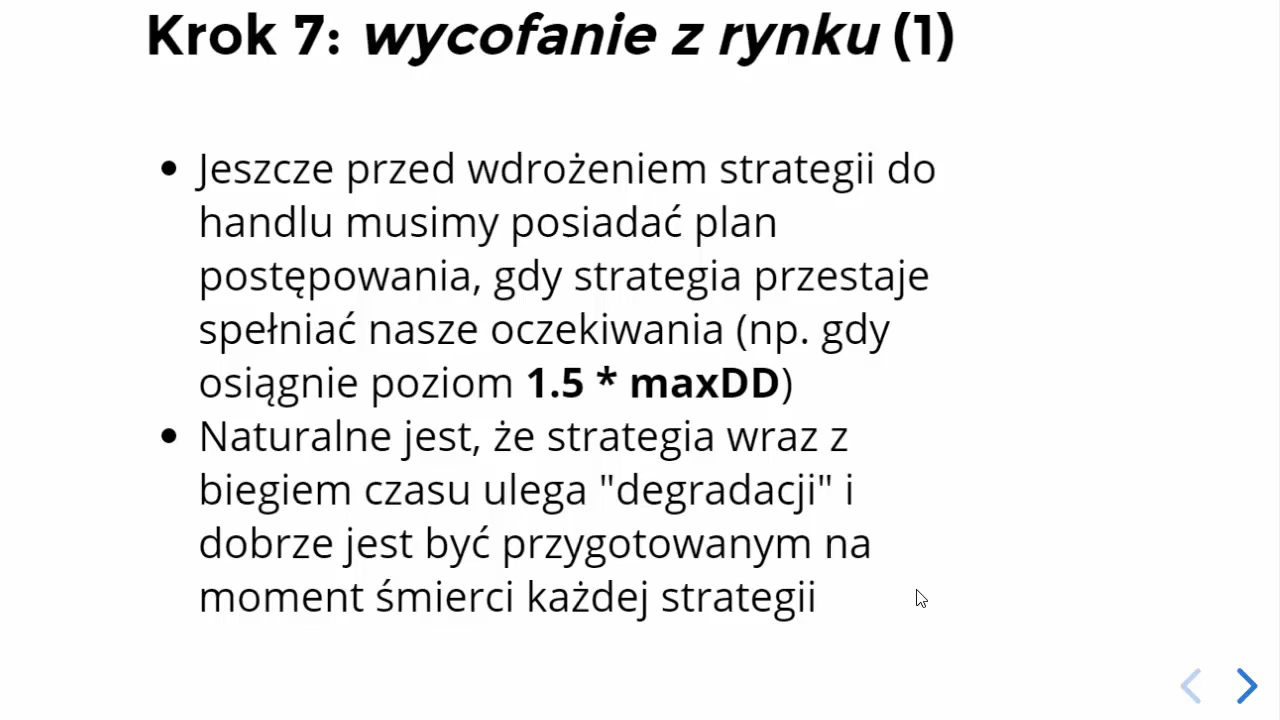 Krok 7: wycofanie z rynku (1)
• Jeszcze przed wdrożeniem strategii do
handlu musimy posiadać plan
postępowania, gdy strategia przestaje
spełniać nasze oczekiwania (np. gdy
osiągnie poziom 1.5 * maxDD)
• Naturalne jest, że strategia wraz z
biegiem czasu ulega "degradacji" i
dobrze jest być przygotowanym na
moment śmierci każdej strategii